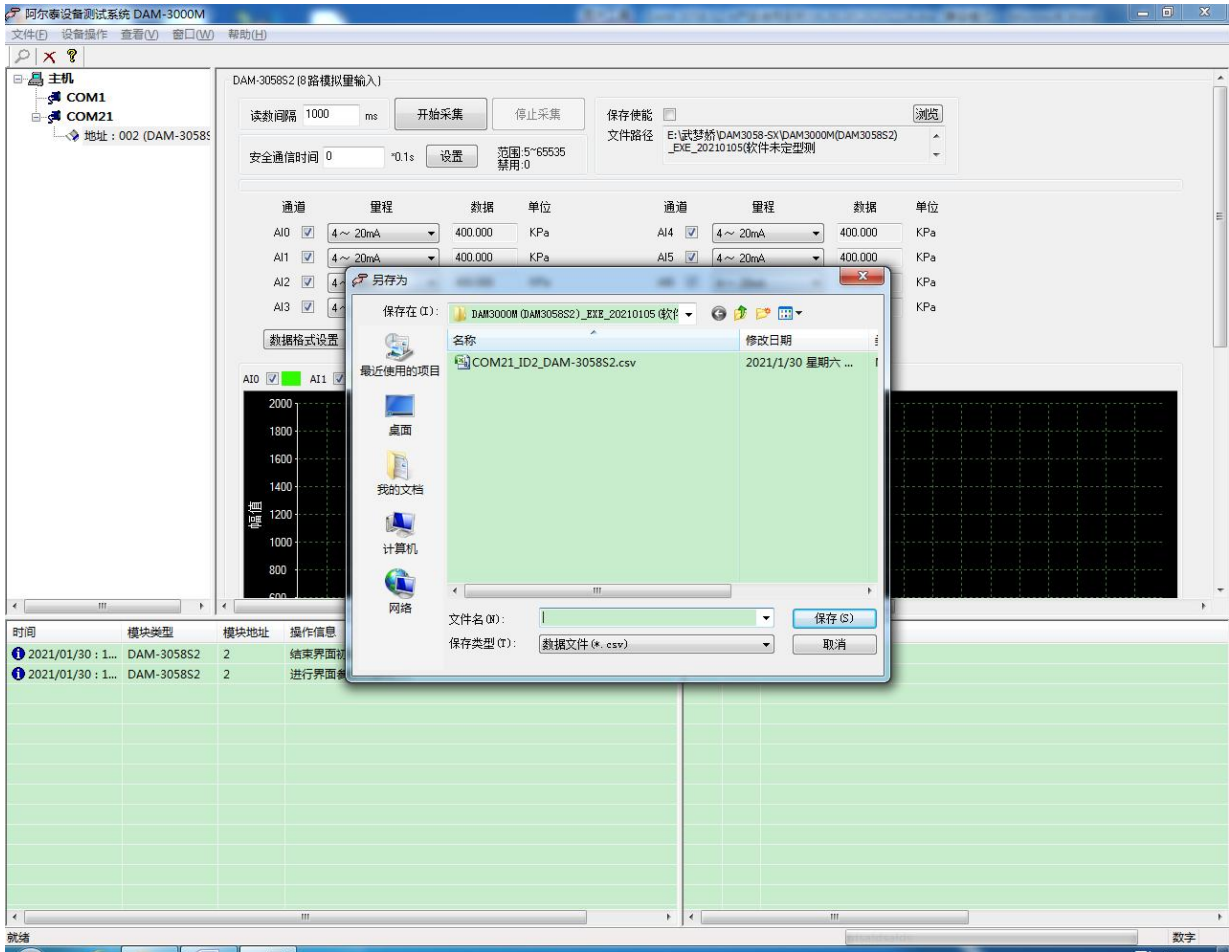 阿尔泰设备测试系统 DAM-3000M
文件(F) 设备操作 查看(V) 窗口(W) 帮助(H)
主机
COM1
COM21
地址：002 (DAM-3058S
DAM-3058S2 (8路模拟量输入)
读数间隔 1000 ms 开始采集 停止采集
安全通信时间 0 *0.1s 设置 范围:5~65535
禁用:0
保存使能 浏览
文件路径 E:\武梦娇\DAM3058-SX\DAM3000M(DAM3058S2)
_EXE_20210105(软件未定型测
通道 量程 数据 单位 通道 量程 数据 单位
AI0 4～20mA 400.000 KPa AI4 4～20mA 400.000 KPa
AI1 4～20mA 400.000 KPa AI5 4～20mA 400.000 KPa
AI2 KPa
AI3 KPa
数据格式设置
AI0 AI1
2000
1800
1600
1400
1200
1000
800
600
幅值
另存为
保存在(I): DAM3000M(DAM3058S2)_EXE_20210105(软件
名称 修改日期
COM21_ID2_DAM-3058S2.csv 2021/1/30 星期六 ...
最近使用的项目
桌面
我的文档
计算机
网络
文件名(N): 保存(S)
保存类型(T): 数据文件(*.csv) 取消
时间 模块类型 模块地址 操作信息
2021/01/30 : 1... DAM-3058S2 2 结束界面初
2021/01/30 : 1... DAM-3058S2 2 进行界面参
就绪 数字